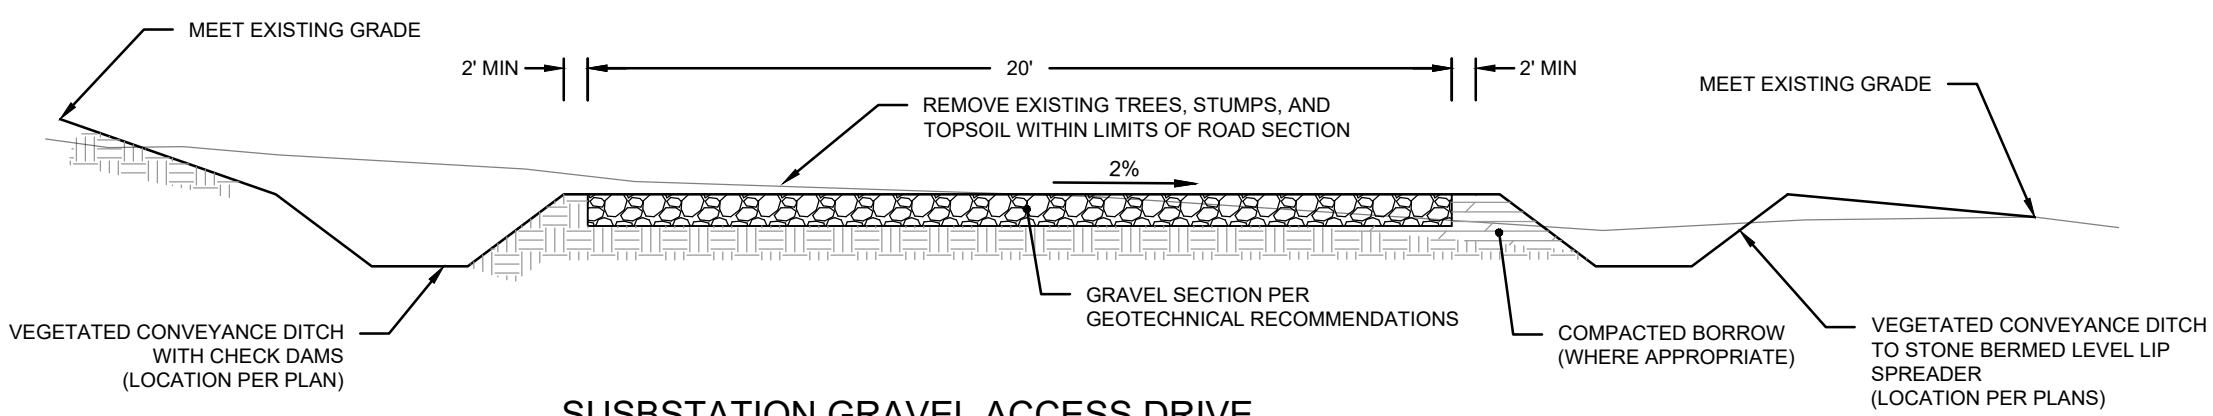 MEET EXISTING GRADE
2' MIN
20'
2' MIN
MEET EXISTING GRADE
REMOVE EXISTING TREES, STUMPS, AND
TOPSOIL WITHIN LIMITS OF ROAD SECTION
2%
GRAVEL SECTION PER
GEOTECHNICAL RECOMMENDATIONS
VEGETATED CONVEYANCE DITCH
WITH CHECK DAMS
(LOCATION PER PLAN)
COMPACTED BORROW
(WHERE APPROPRIATE)
VEGETATED CONVEYANCE DITCH
TO STONE BERMED LEVEL LIP
SPREADER
(LOCATION PER PLANS)
SUSBSTATION GRAVEL ACCESS DRIVE